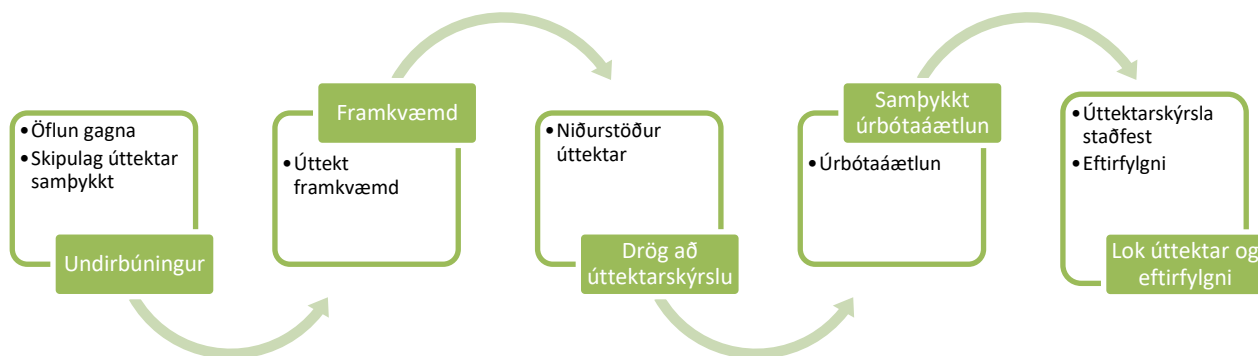 • Öflun gagna
• Skipulag úttektar
samþykkt
Undirbúningur
Framkvæmd
• Úttekt
framkvæmd
• Niðurstöður
úttektar
Drög að
úttektarskýrslu
Samþykkt
úrbótaáætlun
• Úrbótaáætlun
• Úttektarskýrsla
staðfest
• Eftirfylgni
Lok úttektar og
eftirfylgni